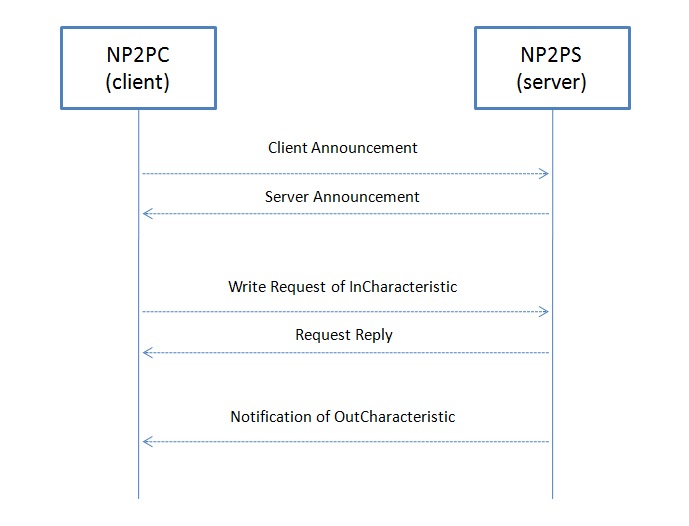 NP2PC
(client)
NP2PS
(server)
Client Announcement
Server Announcement
Write Request of InCharacteristic
Request Reply
Notification of OutCharacteristic